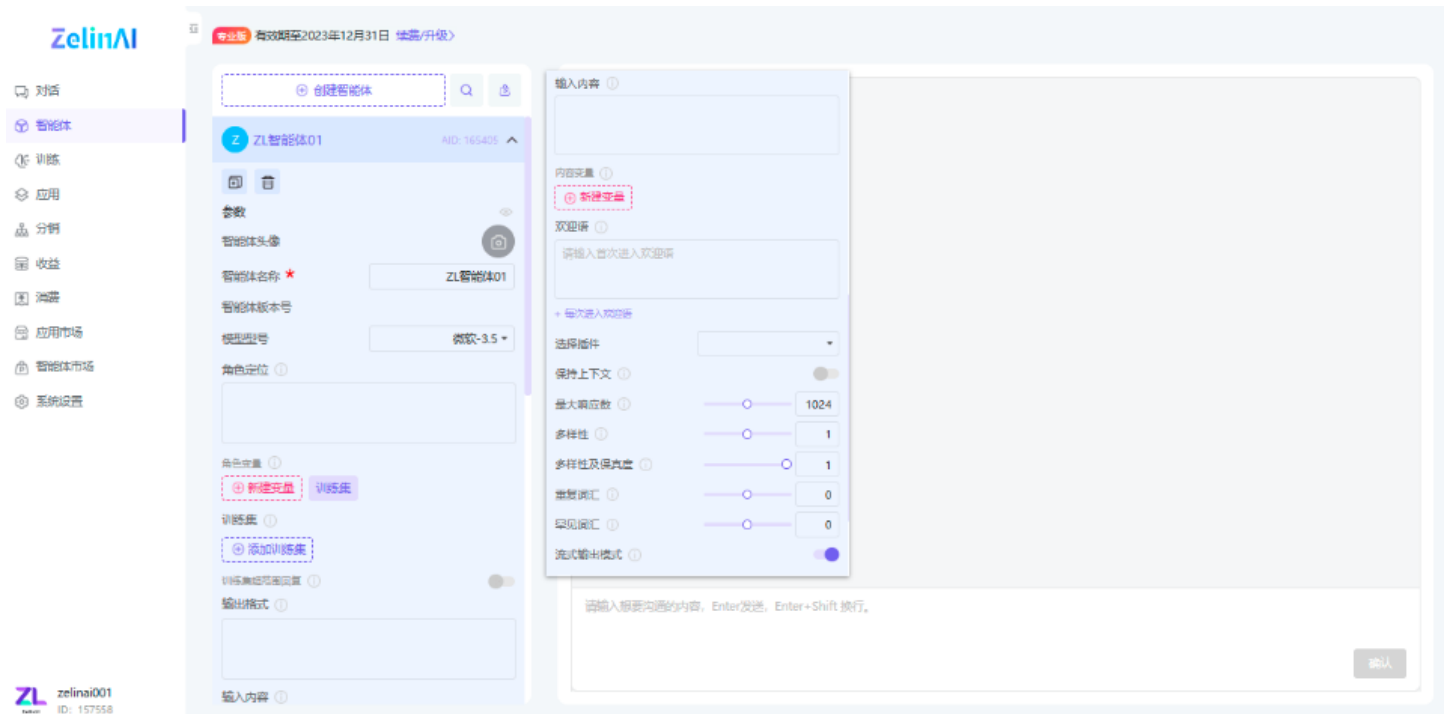 ZelinAI
对话
智能体
训练
应用
分销
收益
消费
应用市场
智能体市场
系统设置
ZL
zelinai001
ID: 157558
专业版 有效期至2023年12月31日 续费/升级>
创建智能体
Z ZL智能体01 AID: 165405
参数
智能体头像
智能体名称 * ZL智能体01
智能体版本号
模型型号 微软-3.5
角色定位
角色变量
新建变量 训练集
训练集
添加训练集
训练集超范围回复
输出格式
输入内容
输入内容
内容变量
新建变量
欢迎语
请输入首次进入欢迎语
+ 每次进入欢迎语
选择插件
保持上下文
最大响应数 1024
多样性 1
多样性及保真度 1
重复词汇 0
罕见词汇 0
流式输出模式
请输入想要沟通的内容，Enter发送，Enter+Shift 换行。
确认